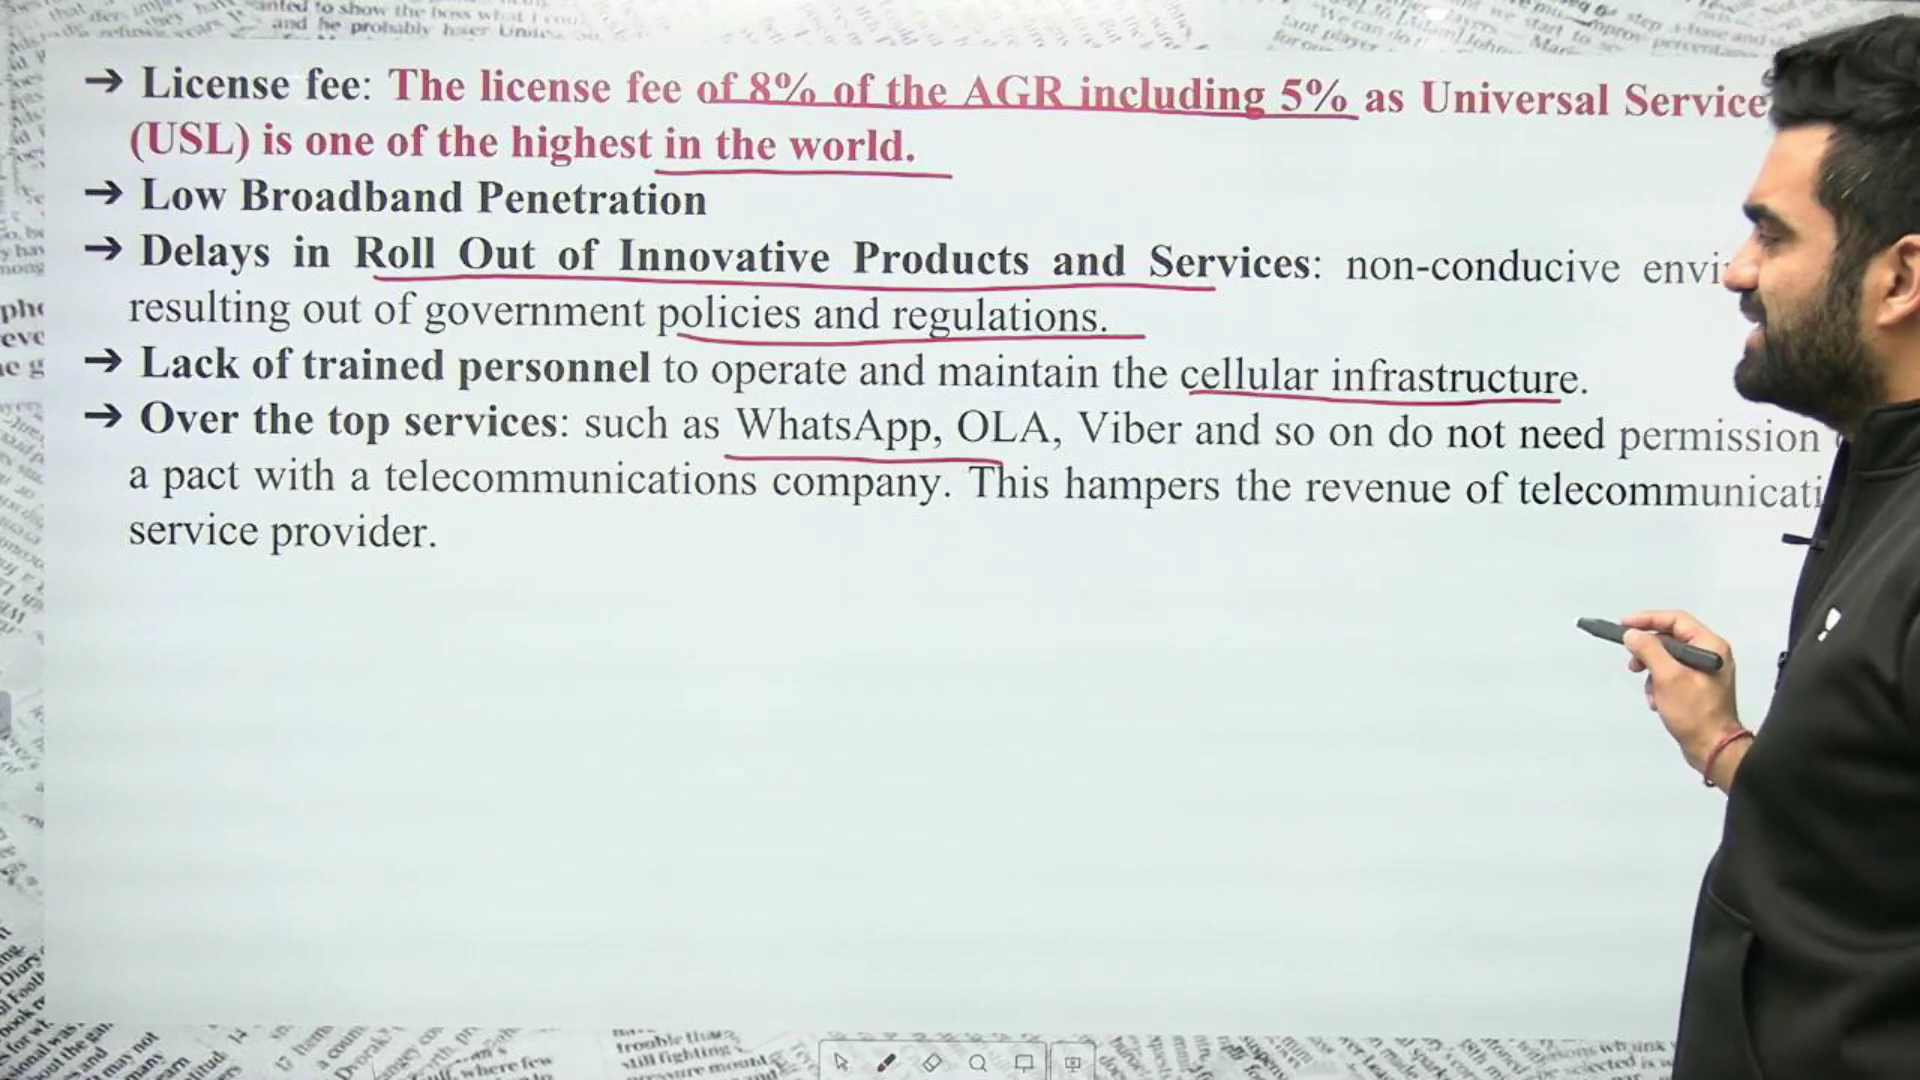 ➔ License fee: The license fee of 8% of the AGR including 5% as Universal Service
(USL) is one of the highest in the world.
➔ Low Broadband Penetration
➔ Delays in Roll Out of Innovative Products and Services: non-conducive
resulting out of government policies and regulations.
➔ Lack of trained personnel to operate and maintain the cellular infrastructure.
➔ Over the top services: such as WhatsApp, OLA, Viber and so on do not need permission
a pact with a telecommunications company. This hampers the revenue of
service provider.